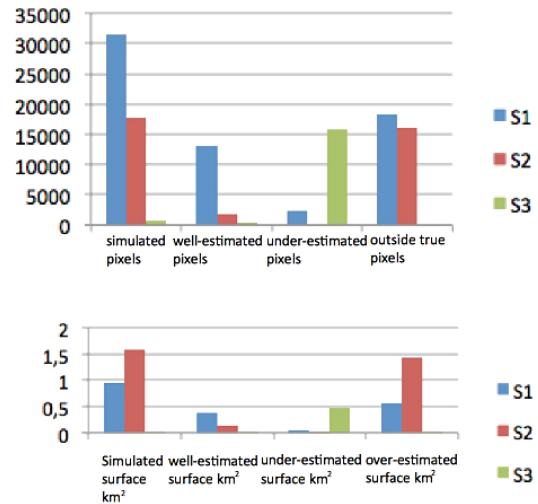 35000
30000
25000
20000
15000
10000
5000
0
simulated pixels
well-estimated pixels
under-estimated pixels
outside true pixels
S1
S2
S3
2
1,5
1
0,5
0
Simulated surface km²
well-estimated surface km²
under-estimated surface km²
over-estimated surface km²
S1
S2
S3